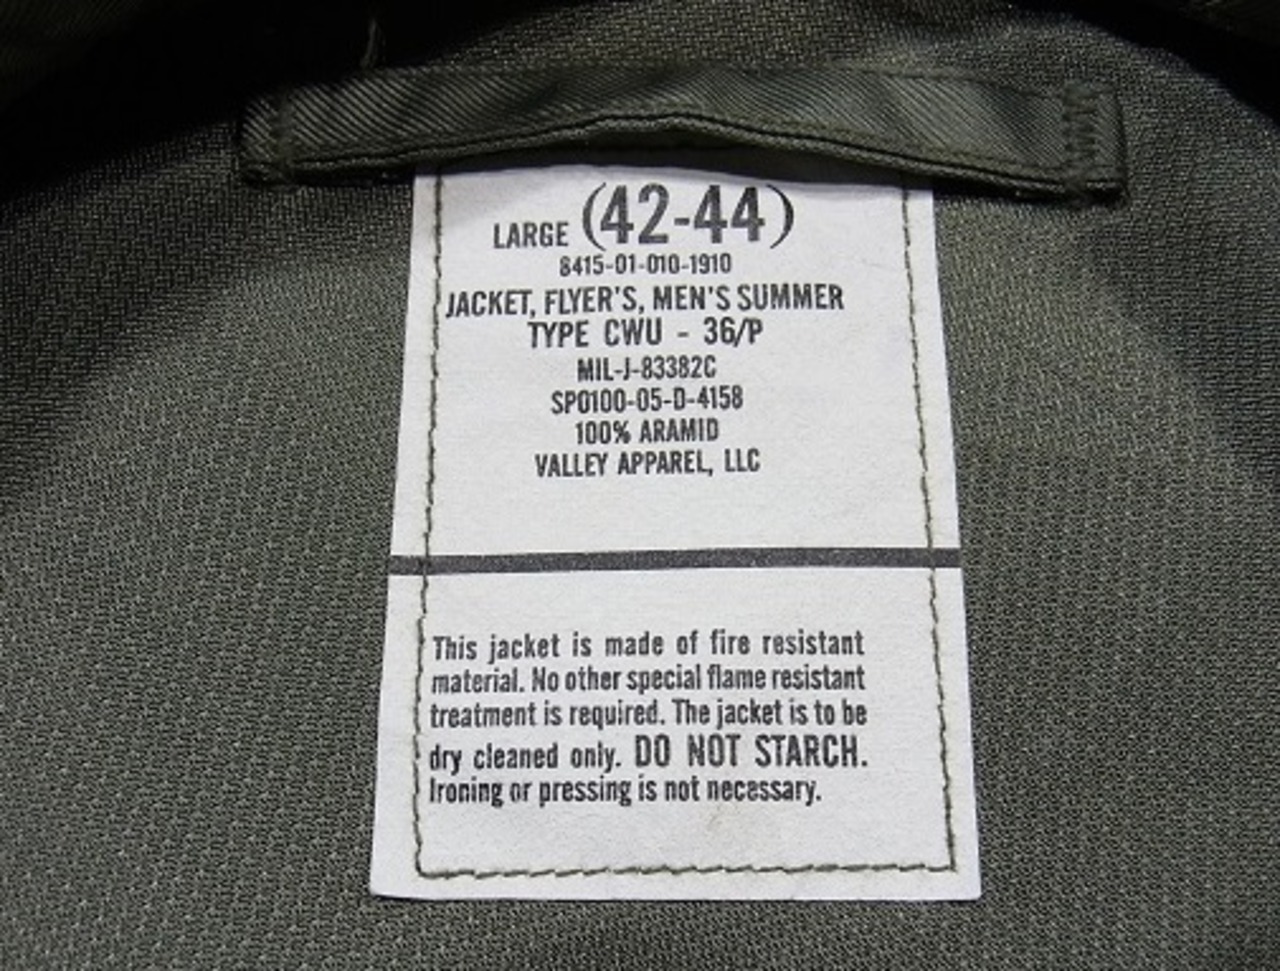 LARGE (42-44)
8415-01-010-1910
JACKET, FLYER'S, MEN'S SUMMER
TYPE CWU - 36/P
MIL-J-83382C
SP0100-05-D-4158
100% ARAMID
VALLEY APPAREL, LLC
This jacket is made of fire resistant
material. No other special flame resistant
treatment is required. The jacket is to be
dry cleaned only. DO NOT STARCH.
Ironing or pressing is not necessary.